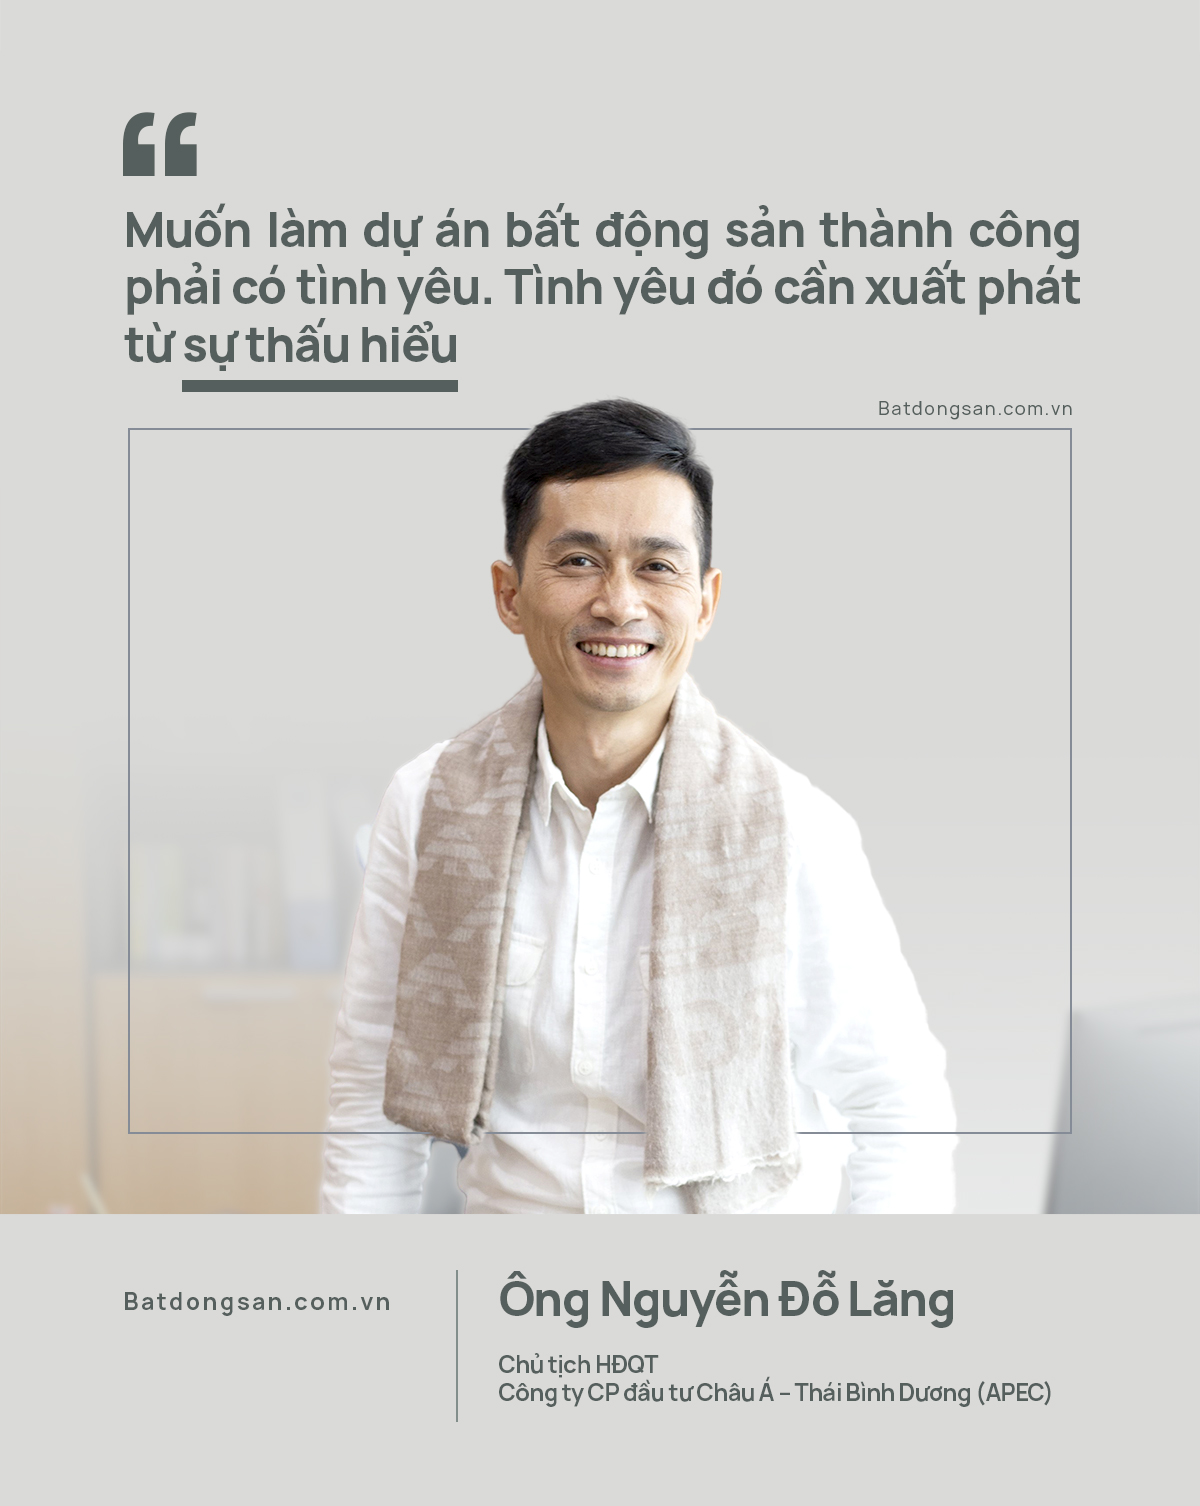 “
Muốn làm dự án bất động sản thành công
phải có tình yêu. Tình yêu đó cần xuất phát
từ sự thấu hiểu
Batdongsan.com.vn
Batdongsan.com.vn
Ông Nguyễn Đỗ Lăng
Chủ tịch HĐQT
Công ty CP đầu tư Châu Á – Thái Bình Dương (APEC)